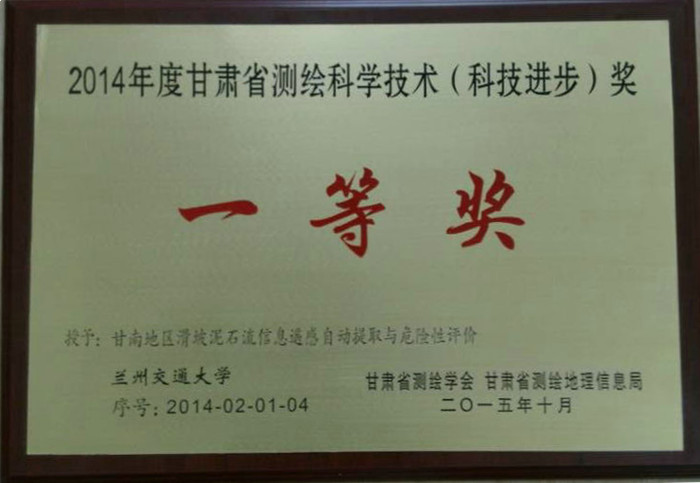 2014年度甘肃省测绘科学技术（科技进步）奖
一等奖
授予：甘南地区滑坡泥石流信息遥感自动提取与危险性评价
兰州交通大学
甘肃省测绘学会 甘肃省测绘地理信息局
序号：2014-02-01-04
二〇一五年十月